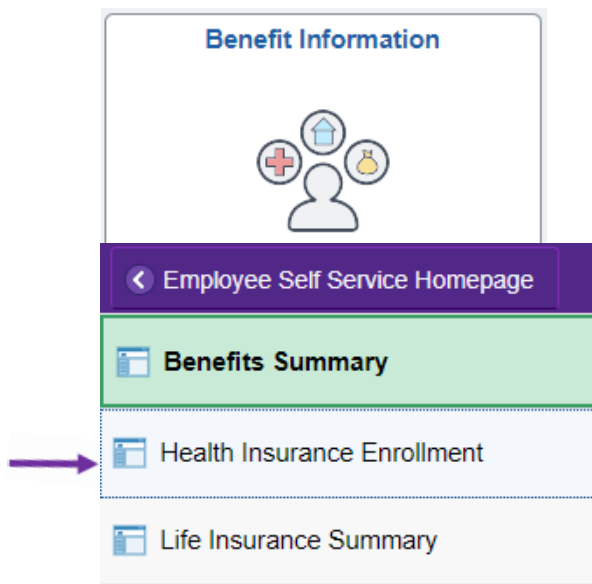 Benefit Information
Employee Self Service Homepage
Benefits Summary
Health Insurance Enrollment
Life Insurance Summary